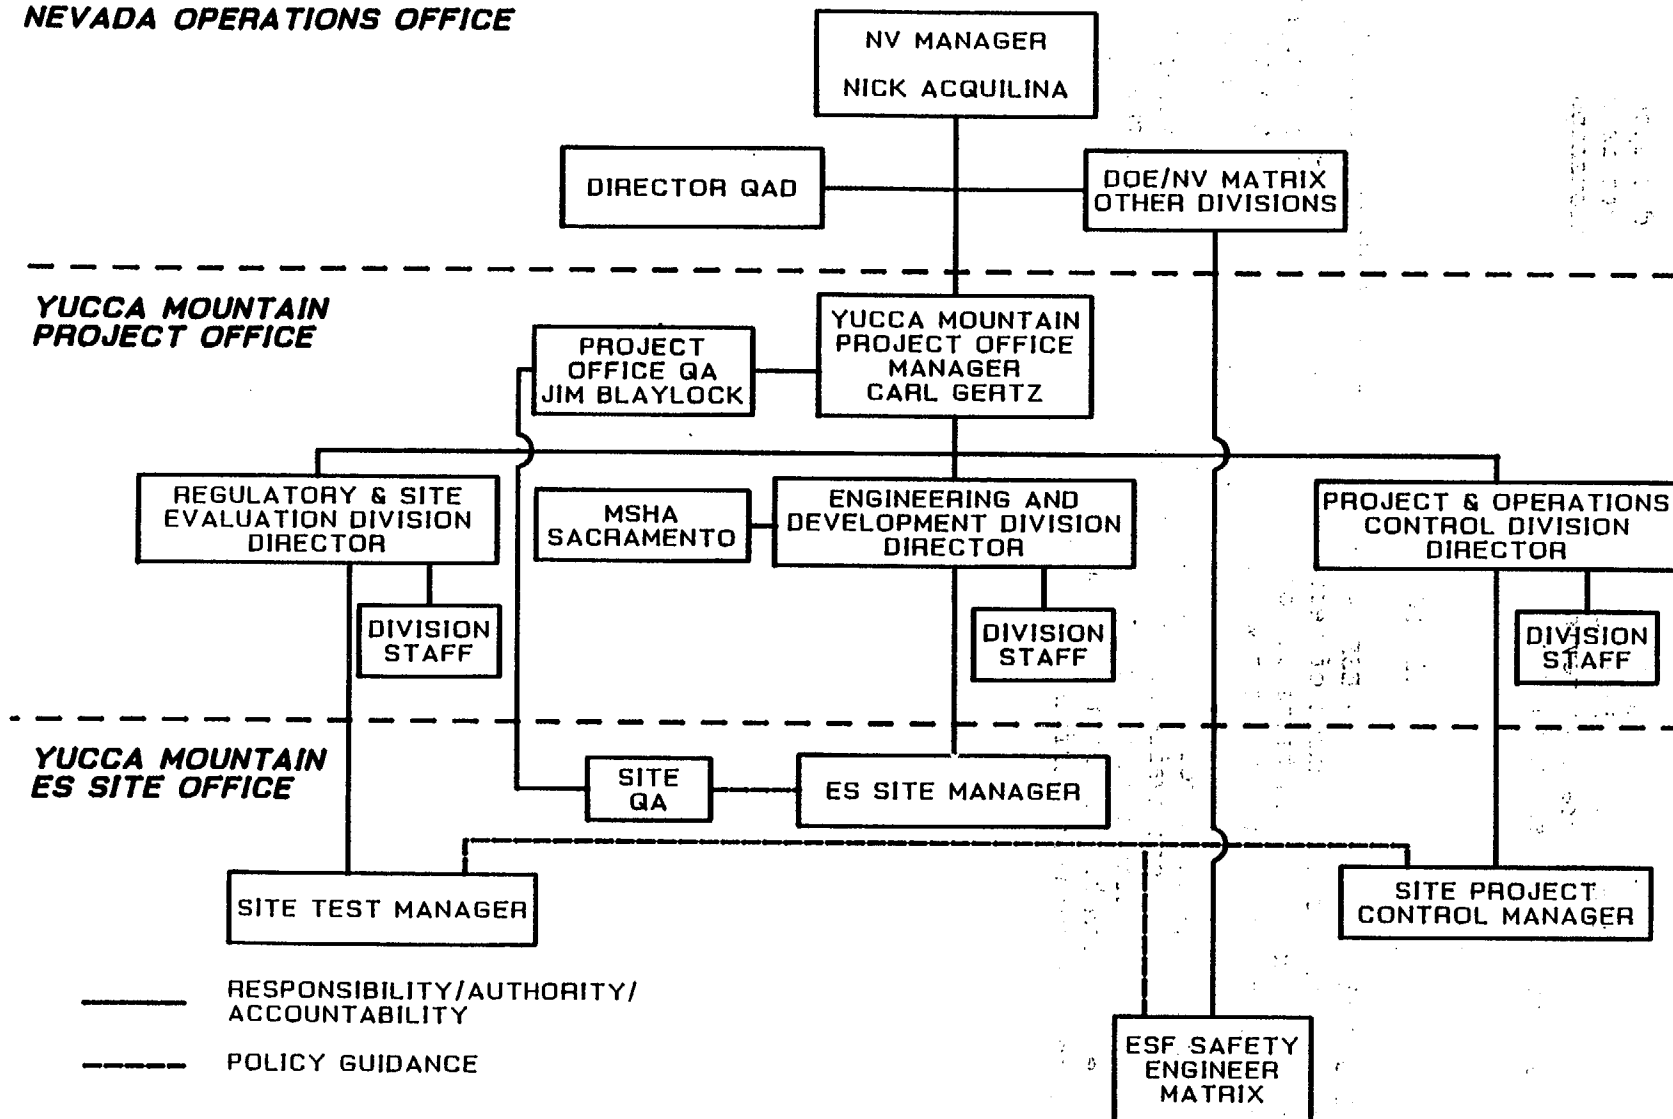 NEVADA OPERATIONS OFFICE
NV MANAGER
NICK ACQUILINA
DIRECTOR QAD
DOE/NV MATRIX
OTHER DIVISIONS
YUCCA MOUNTAIN
PROJECT OFFICE
PROJECT
OFFICE QA
JIM BLAYLOCK
YUCCA MOUNTAIN
PROJECT OFFICE
MANAGER
CARL GERTZ
REGULATORY & SITE
EVALUATION DIVISION
DIRECTOR
MSHA
SACRAMENTO
ENGINEERING AND
DEVELOPMENT DIVISION
DIRECTOR
PROJECT & OPERATIONS
CONTROL DIVISION
DIRECTOR
DIVISION
STAFF
DIVISION
STAFF
DIVISION
STAFF
YUCCA MOUNTAIN
ES SITE OFFICE
SITE
QA
ES SITE MANAGER
SITE TEST MANAGER
SITE PROJECT
CONTROL MANAGER
RESPONSIBILITY/AUTHORITY/
ACCOUNTABILITY
POLICY GUIDANCE
ESF SAFETY
ENGINEER
MATRIX